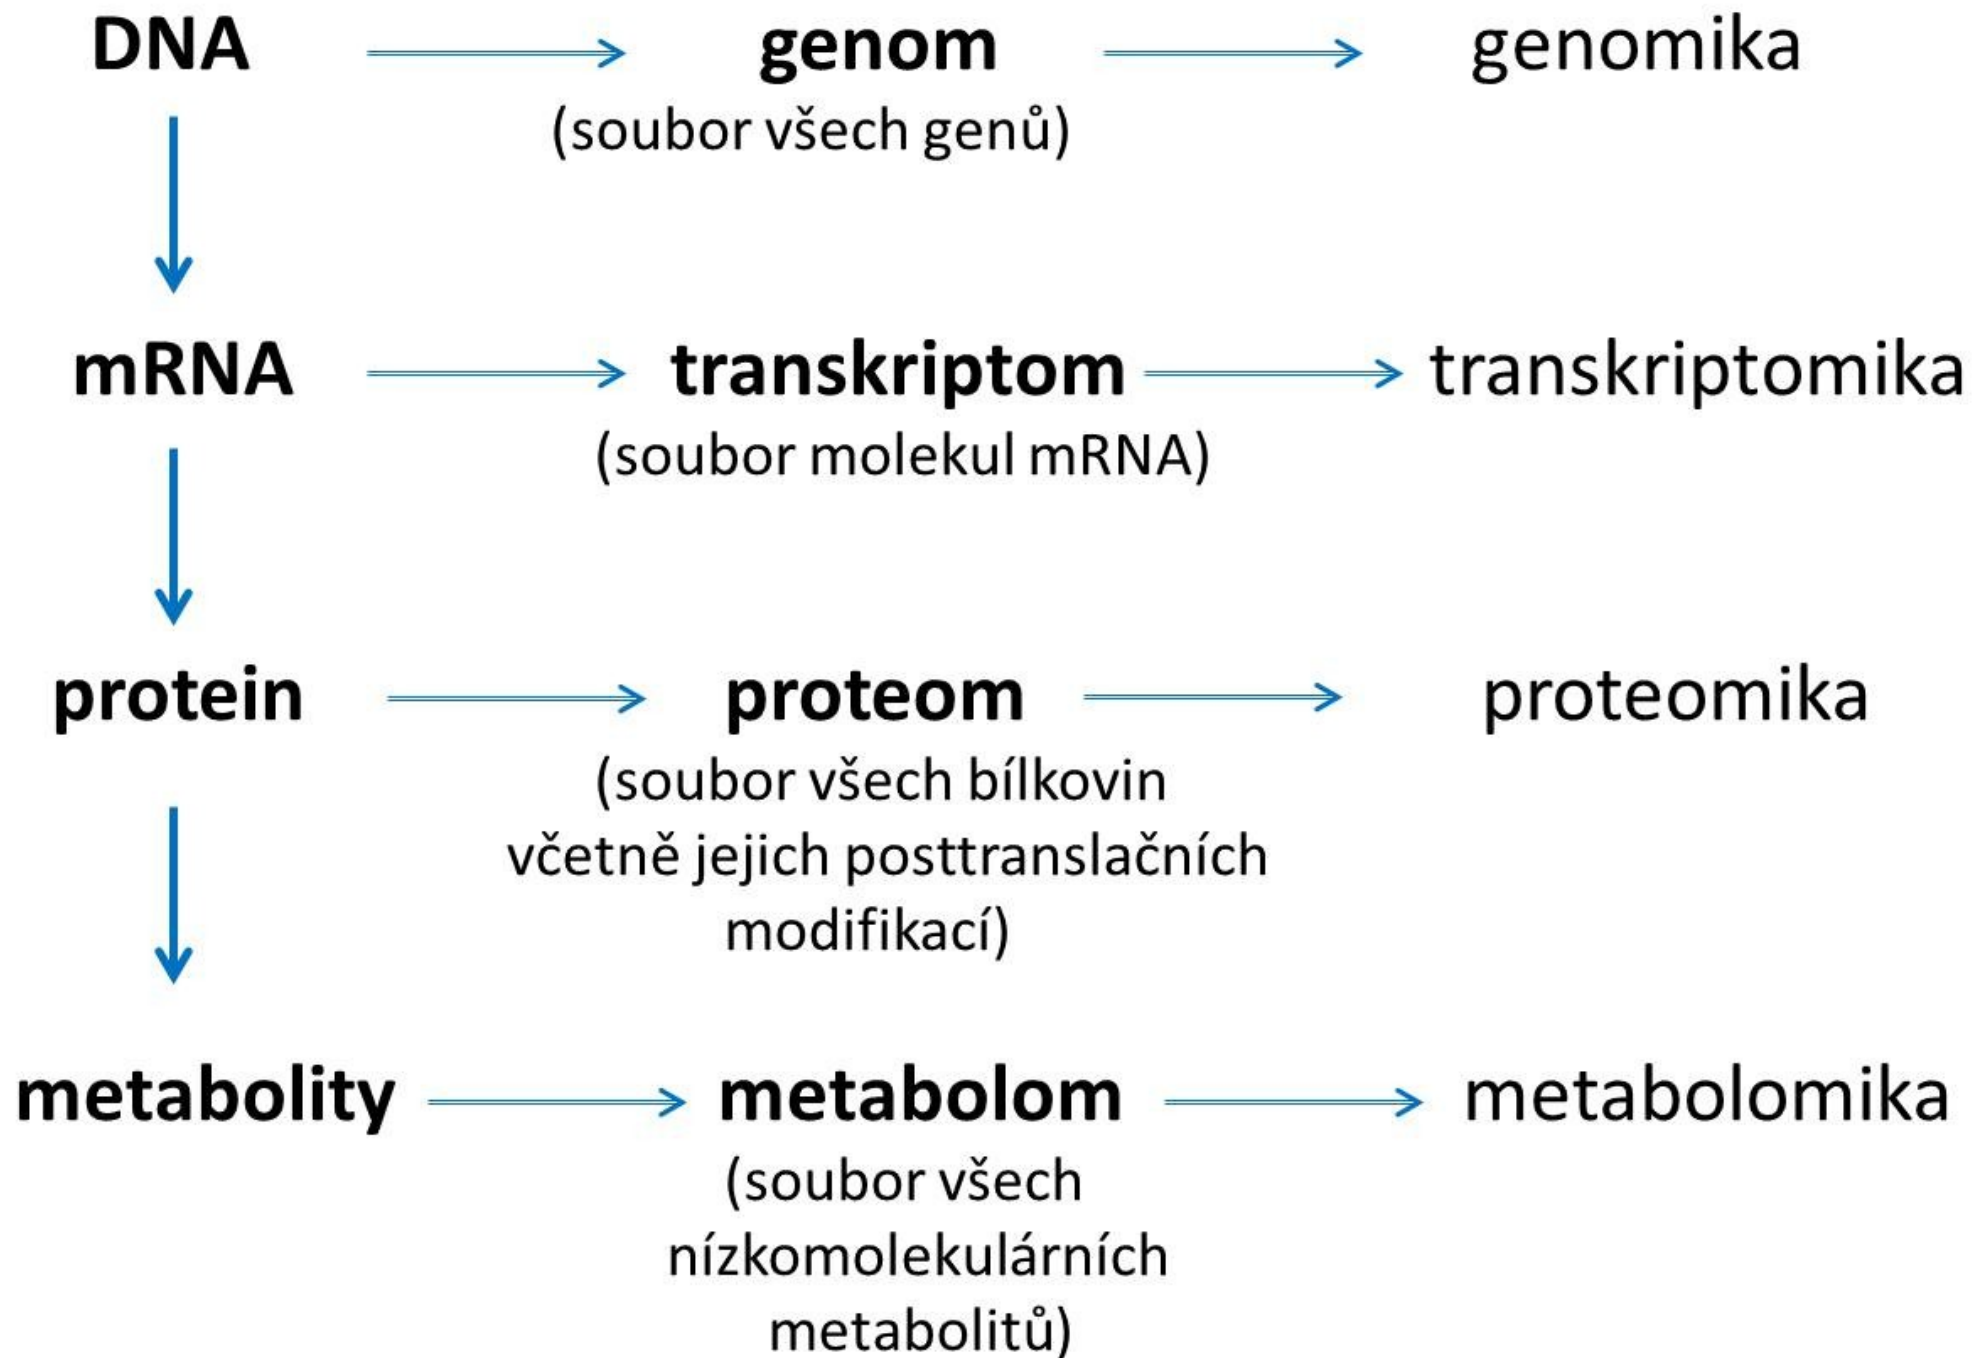 DNA genom genomika
(soubor všech genů)
mRNA transkriptom transkriptomika
(soubor molekul mRNA)
protein proteom proteomika
(soubor všech bílkovin
včetně jejich posttranslačních
modifikací)
metabolity metabolom metabolomika
(soubor všech
nízkomolekulárních
metabolitů)